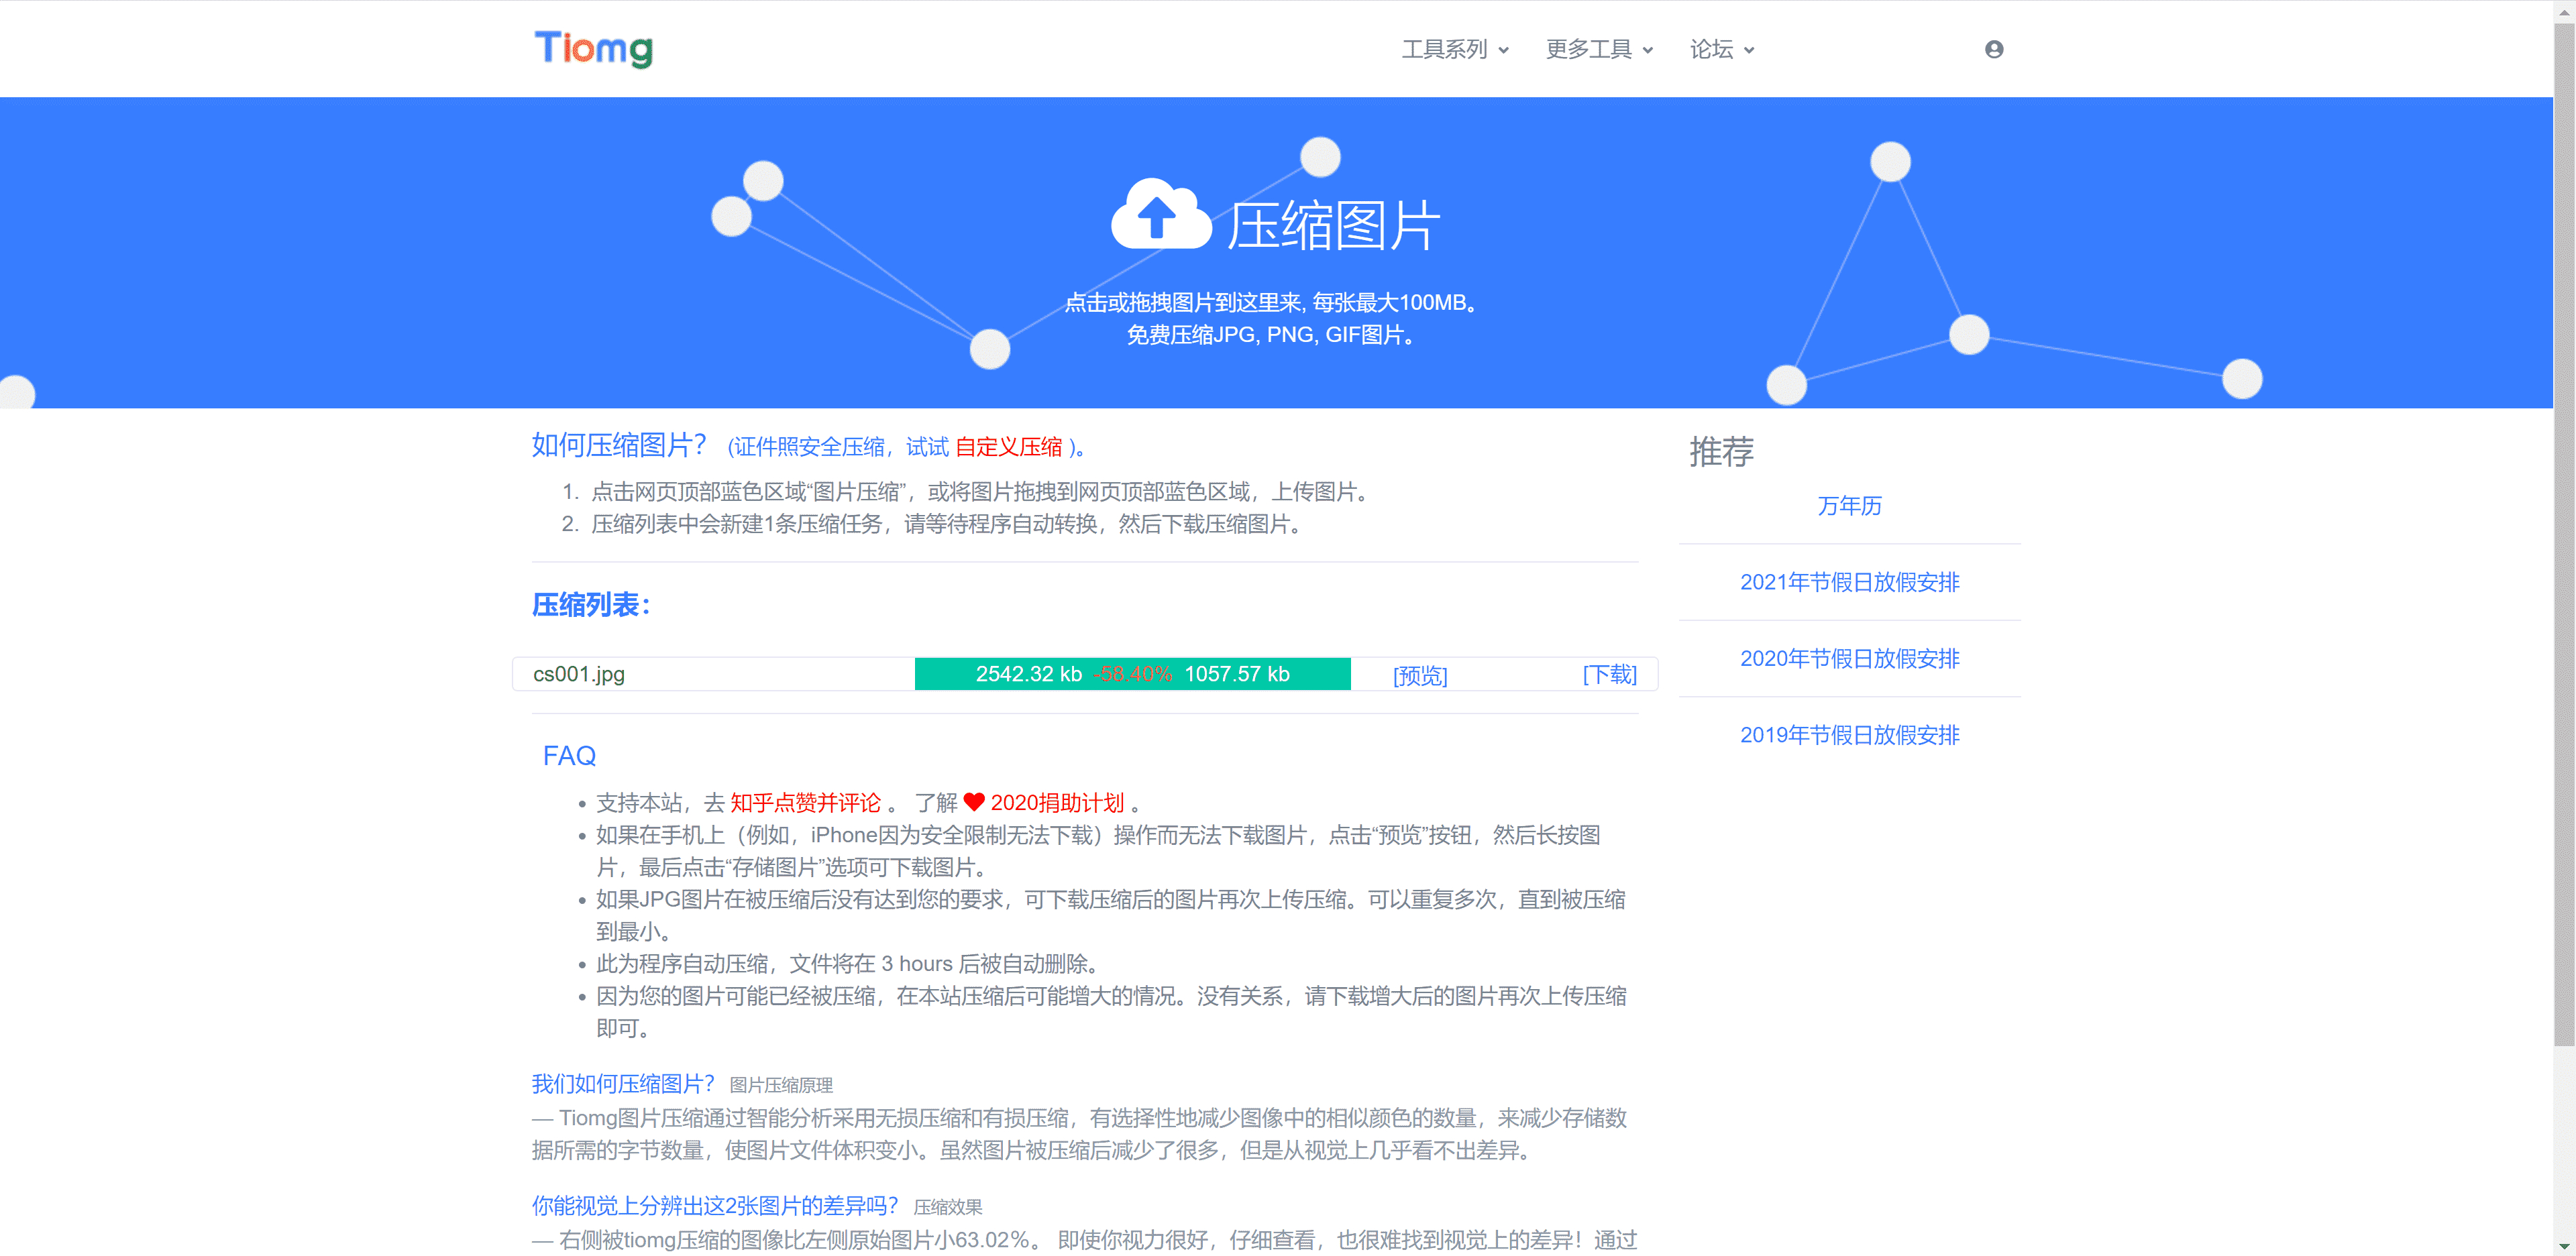 Tiomg
工具系列
更多工具
论坛
压缩图片
点击或拖拽图片到这里来, 每张最大100MB。
免费压缩JPG, PNG, GIF图片。
如何压缩图片？ (证件照安全压缩，试试 自定义压缩 )。
1. 点击网页顶部蓝色区域“图片压缩”，或将图片拖拽到网页顶部蓝色区域，上传图片。
2. 压缩列表中会新建1条压缩任务，请等待程序自动转换，然后下载压缩图片。
压缩列表：
cs001.jpg 2542.32 kb -58.40% 1057.57 kb [预览] [下载]
FAQ
支持本站，去 知乎点赞并评论 。 了解 ❤ 2020捐助计划 。
如果在手机上（例如，iPhone因为安全限制无法下载）操作而无法下载图片，点击“预览”按钮，然后长按图
片，最后点击“存储图片”选项可下载图片。
如果JPG图片在被压缩后没有达到您的要求，可下载压缩后的图片再次上传压缩。可以重复多次，直到被压缩
到最小。
此为程序自动压缩，文件将在 3 hours 后被自动删除。
因为您的图片可能已经被压缩，在本站压缩后可能增大的情况。没有关系，请下载增大后的图片再次上传压缩
即可。
我们如何压缩图片？ 图片压缩原理
— Tiomg图片压缩通过智能分析采用无损压缩和有损压缩，有选择性地减少图像中的相似颜色的数量，来减少存储数
据所需的字节数量，使图片文件体积变小。虽然图片被压缩后减少了很多，但是从视觉上几乎看不出差异。
你能视觉上分辨出这2张图片的差异吗？ 压缩效果
— 右侧被tiomg压缩的图像比左侧原始图片小63.02%。 即使你视力很好，仔细查看，也很难找到视觉上的差异！通过
推荐
万年历
2021年节假日放假安排
2020年节假日放假安排
2019年节假日放假安排